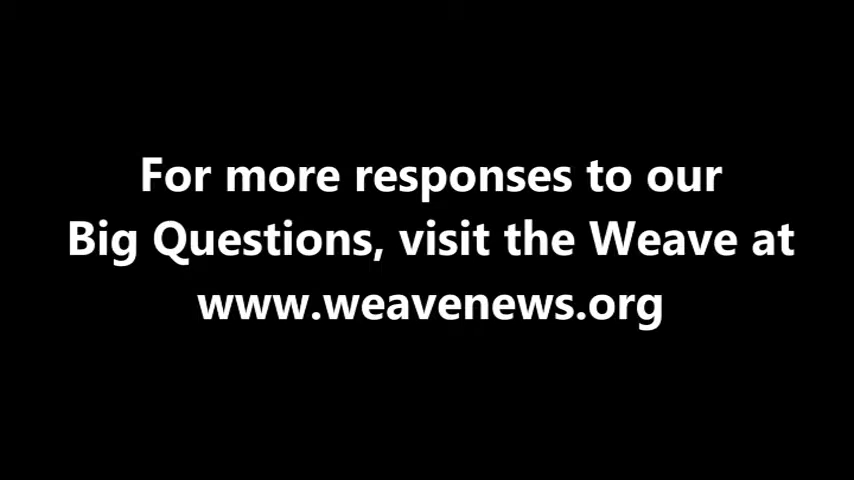 For more responses to our
Big Questions, visit the Weave at
www.weavenews.org